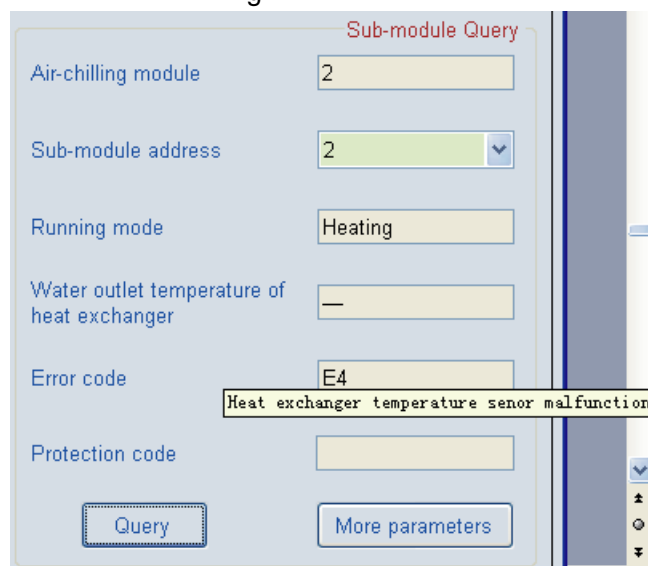 Sub-module Query
Air-chilling module 2
Sub-module address 2
Running mode Heating
Water outlet temperature of
heat exchanger —
Error code E4
Heat exchanger temperature senor malfunction
Protection code
Query More parameters